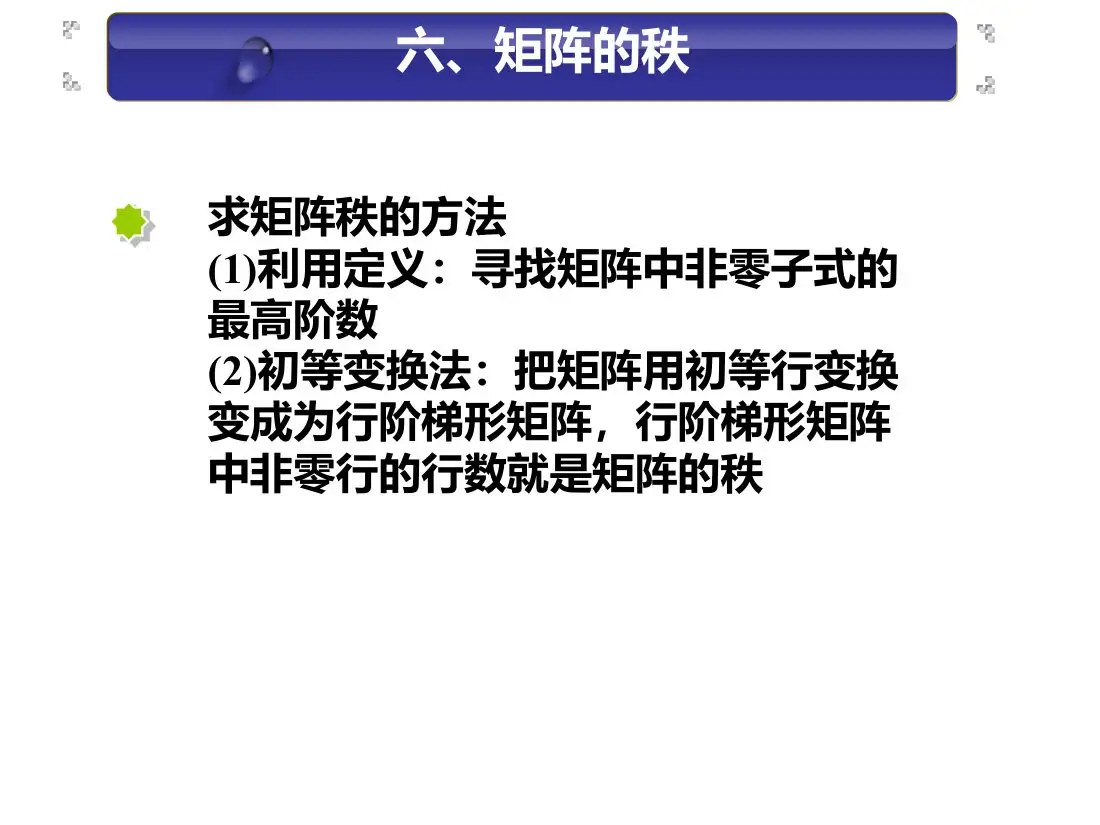 六、矩阵的秩
求矩阵秩的方法
(1)利用定义：寻找矩阵中非零子式的
最高阶数
(2)初等变换法：把矩阵用初等行变换
变成为行阶梯形矩阵，行阶梯形矩阵
中非零行的行数就是矩阵的秩